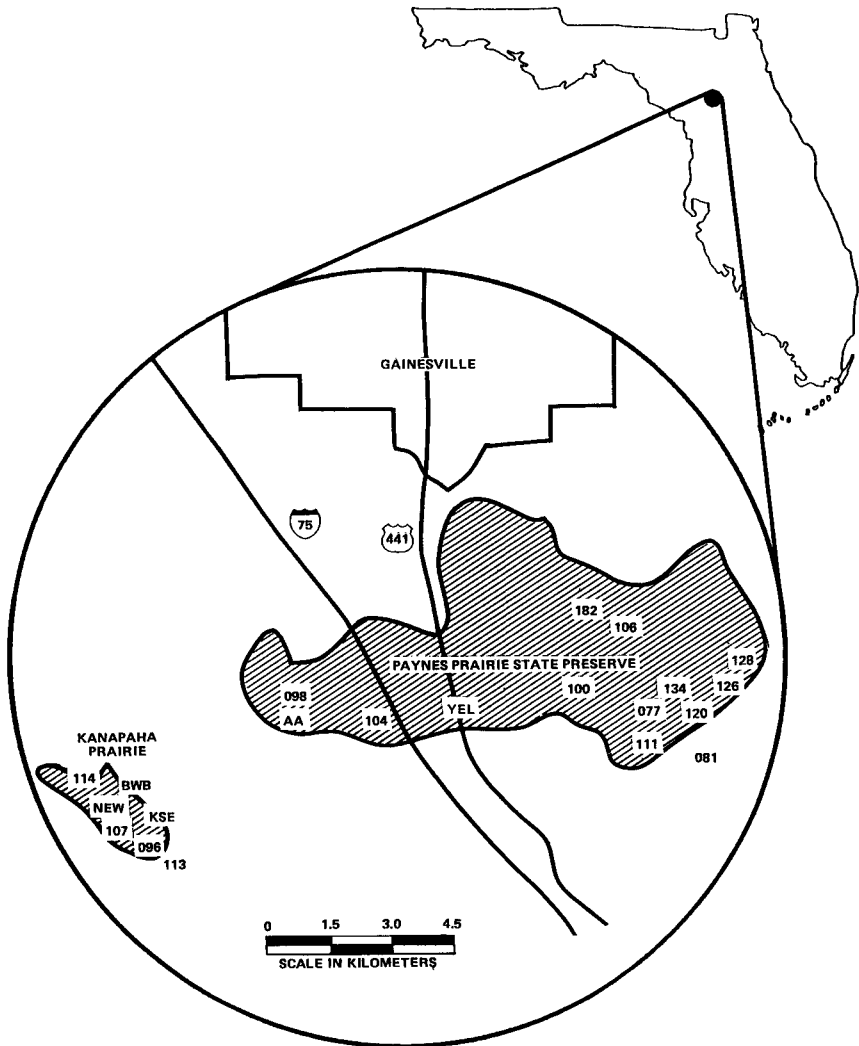 GAINESVILLE
75
441
182
106
PAYNES PRAIRIE STATE PRESERVE
128
098
100
134
126
AA
104
YEL
077
120
111
081
KANAPAHA
PRAIRIE
114
BWB
NEW
KSE
107
096
113
0 1.5 3.0 4.5
SCALE IN KILOMETERS